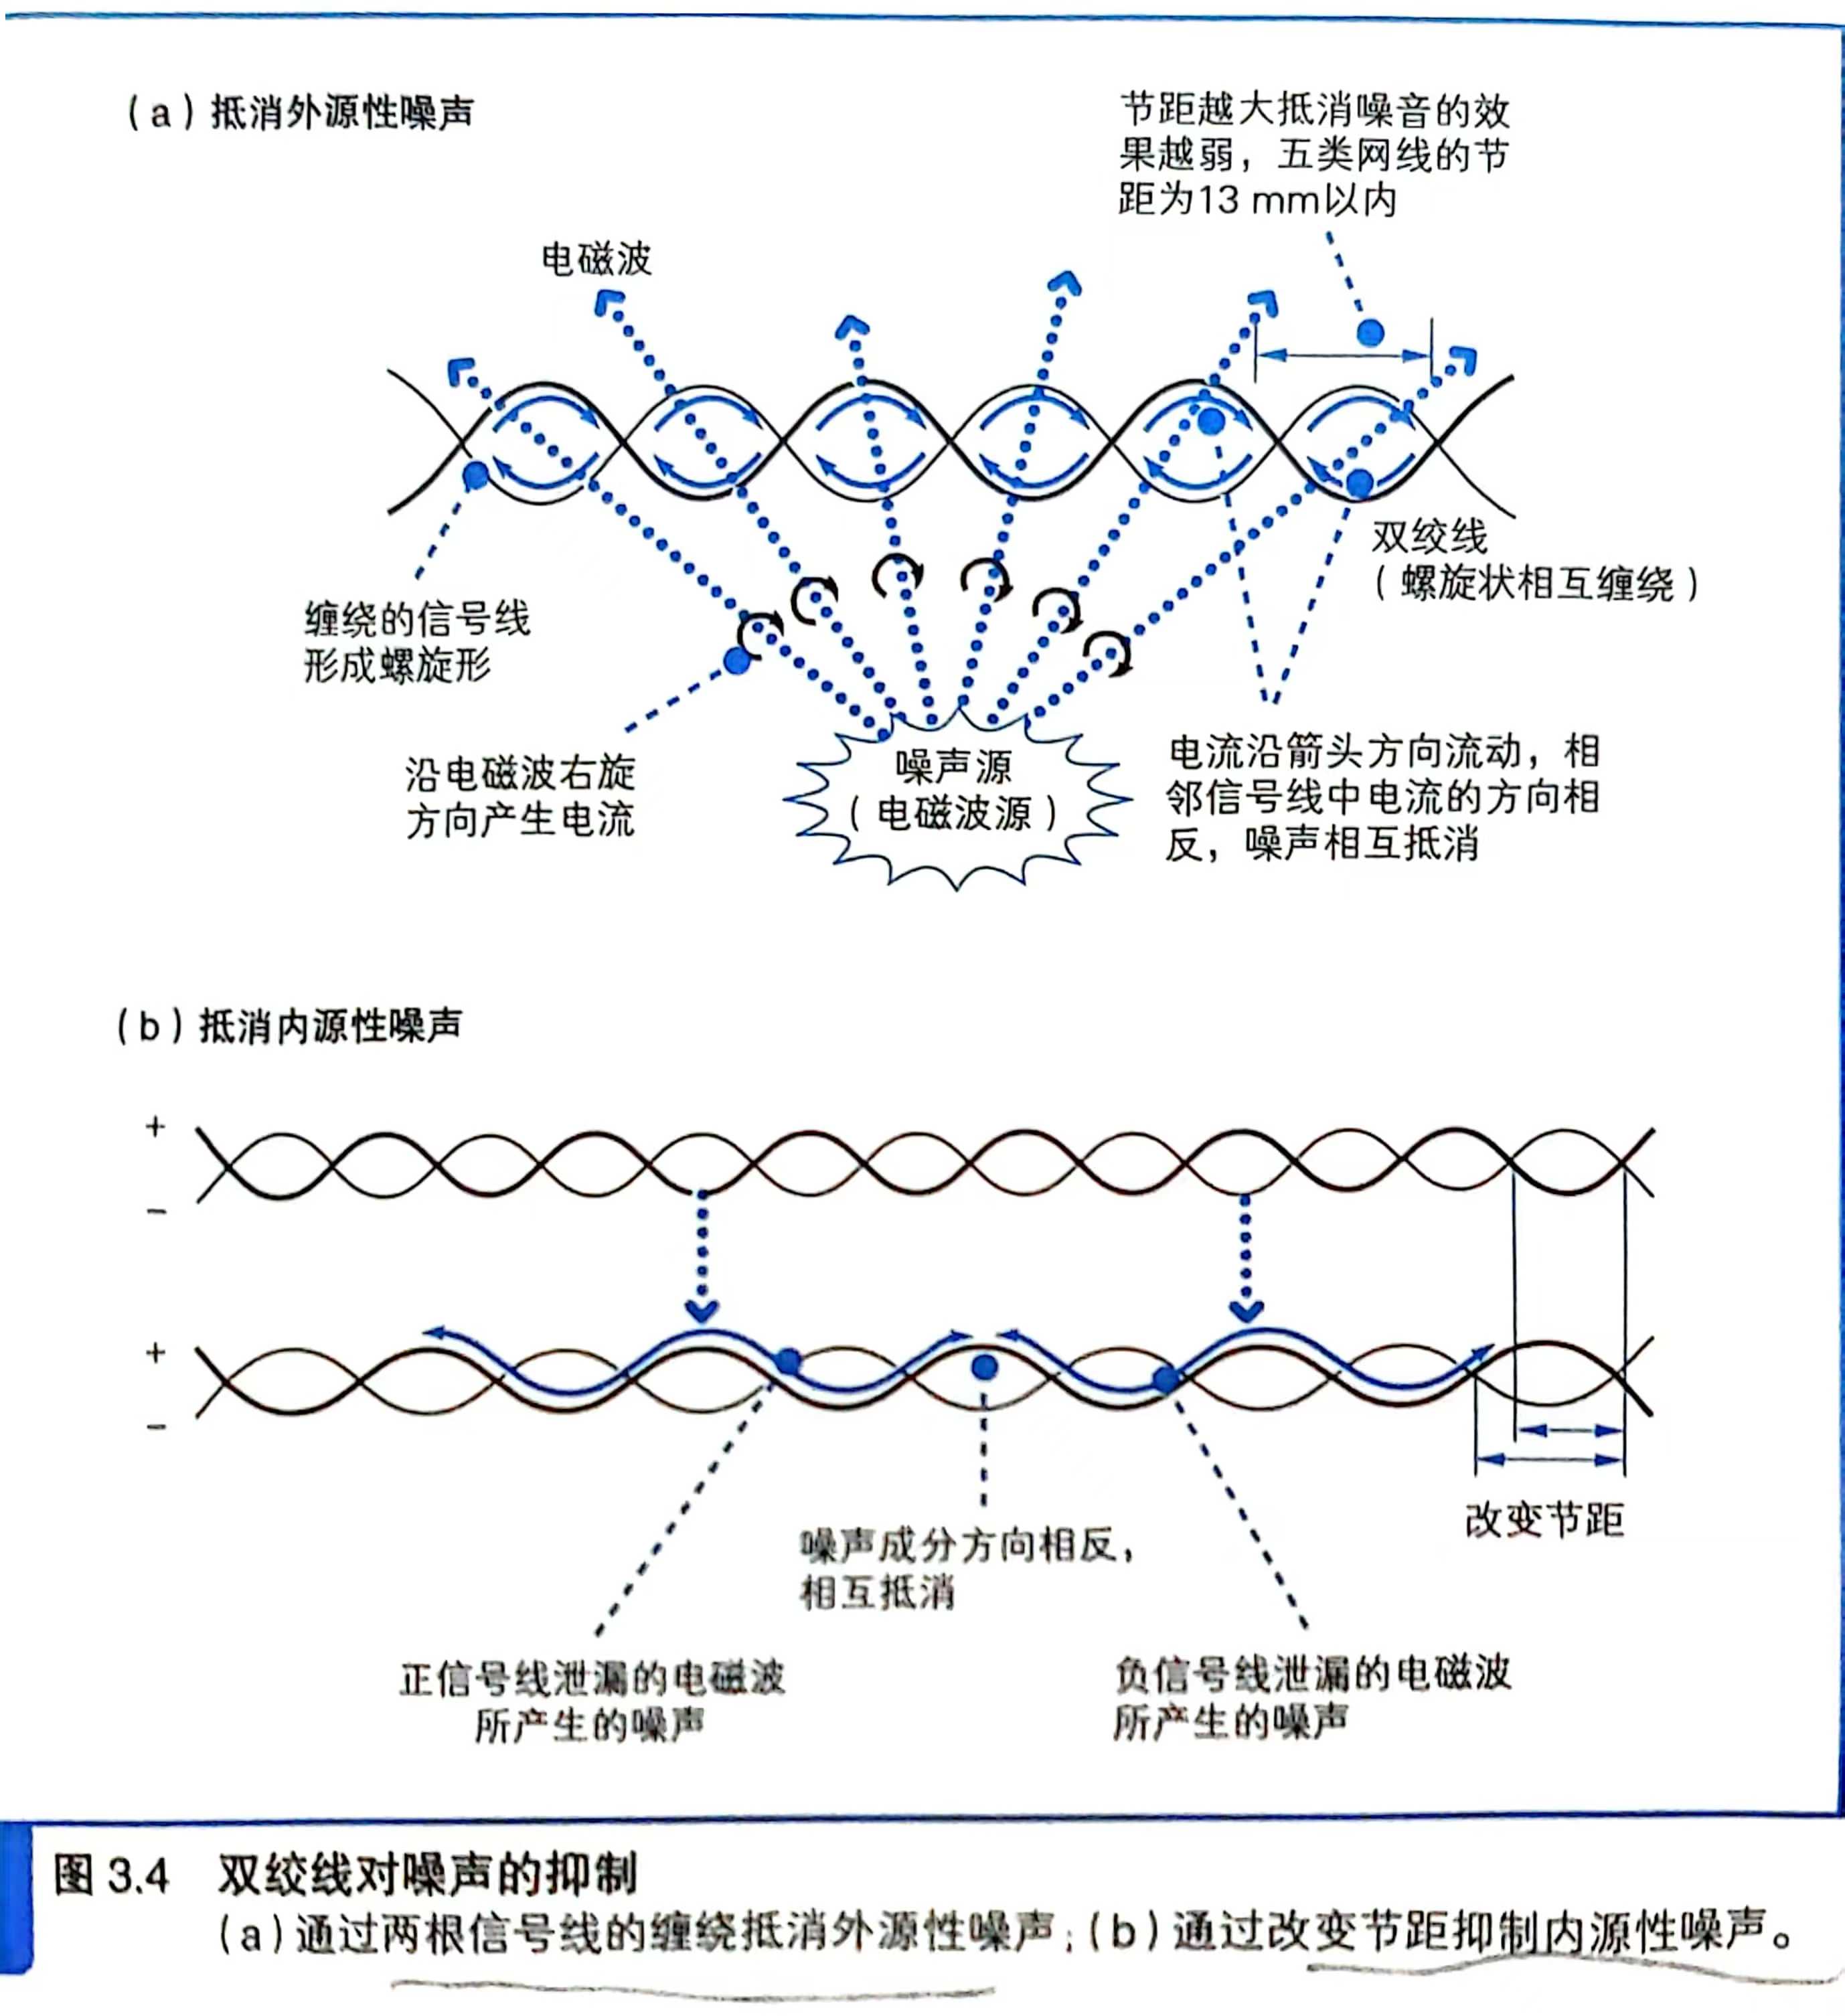 (a)抵消外源性噪声
节距越大抵消噪音的效
果越弱，五类网线的节
距为13 mm以内
电磁波
双绞线
(螺旋状相互缠绕)
缠绕的信号线
形成螺旋形
沿电磁波右旋
方向产生电流
噪声源
(电磁波源)
电流沿箭头方向流动，相
邻信号线中电流的方向相
反，噪声相互抵消
(b)抵消内源性噪声
+
−
+
−
改变节距
噪声成分方向相反，
相互抵消
正信号线泄漏的电磁波
所产生的噪声
负信号线泄漏的电磁波
所产生的噪声
图 3.4 双绞线对噪声的抑制
(a)通过两根信号线的缠绕抵消外源性噪声；(b)通过改变节距抑制内源性噪声。